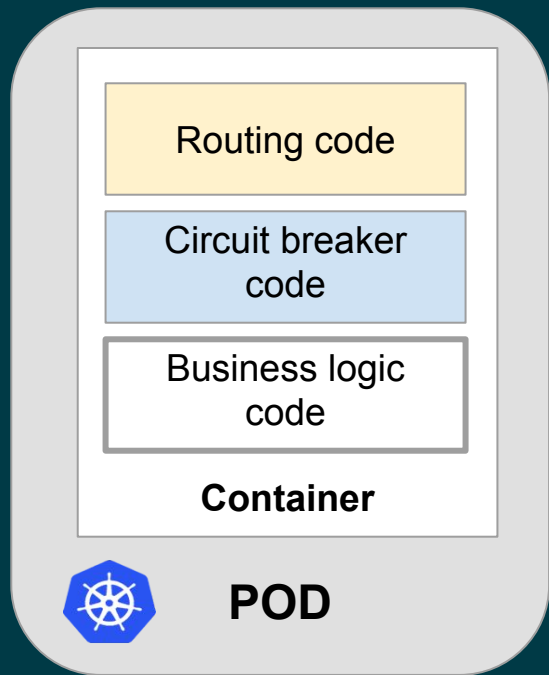 Routing code
Circuit breaker
code
Business logic
code
Container
POD